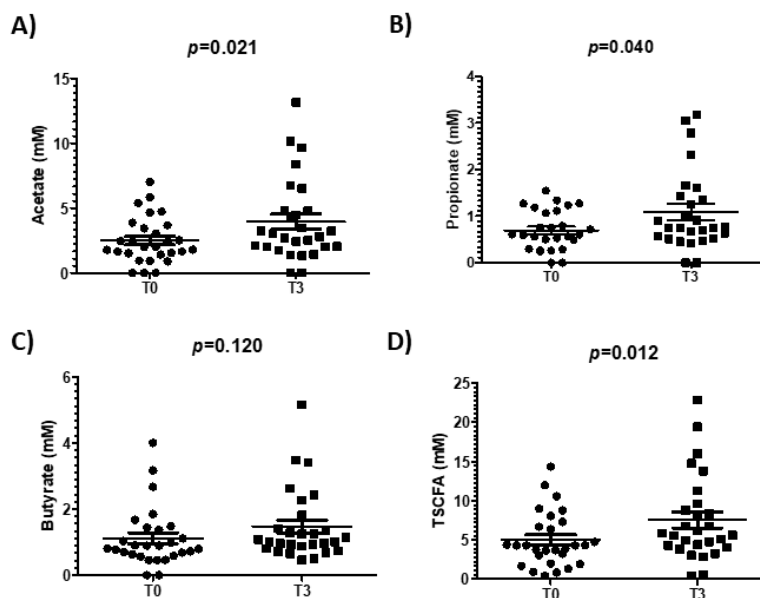 A)
p=0.021
Acetate (mM)
15
10
5
0
T0
T3
B)
p=0.040
Propionate (mM)
4
3
2
1
0
T0
T3
C)
p=0.120
Butyrate (mM)
6
4
2
0
T0
T3
D)
p=0.012
TSCFA (mM)
25
20
15
10
5
0
T0
T3